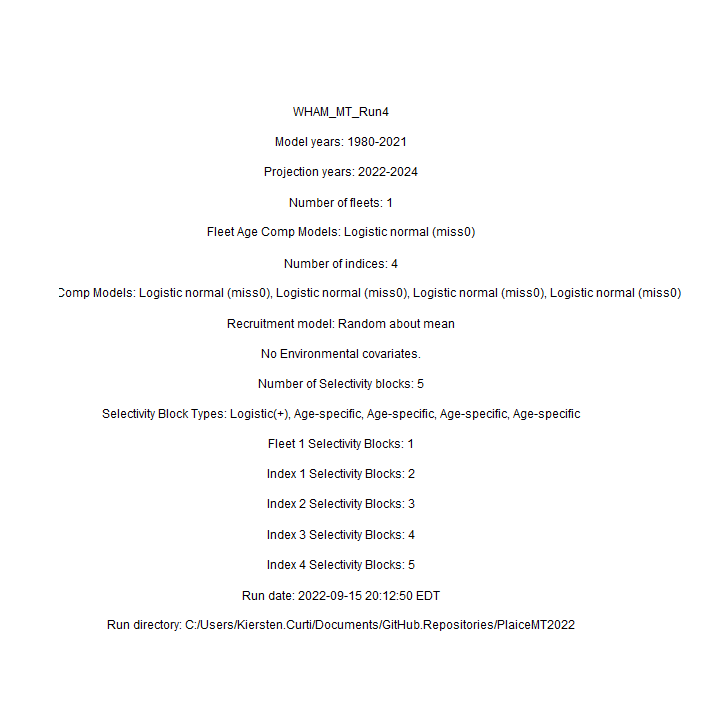 WHAM_MT_Run4
Model years: 1980-2021
Projection years: 2022-2024
Number of fleets: 1
Fleet Age Comp Models: Logistic normal (miss0)
Number of indices: 4
Comp Models: Logistic normal (miss0), Logistic normal (miss0), Logistic normal (miss0), Logistic normal (miss0)
Recruitment model: Random about mean
No Environmental covariates.
Number of Selectivity blocks: 5
Selectivity Block Types: Logistic(+), Age-specific, Age-specific, Age-specific, Age-specific
Fleet 1 Selectivity Blocks: 1
Index 1 Selectivity Blocks: 2
Index 2 Selectivity Blocks: 3
Index 3 Selectivity Blocks: 4
Index 4 Selectivity Blocks: 5
Run date: 2022-09-15 20:12:50 EDT
Run directory: C:/Users/Kiersten.Curti/Documents/GitHub.Repositories/PlaiceMT2022